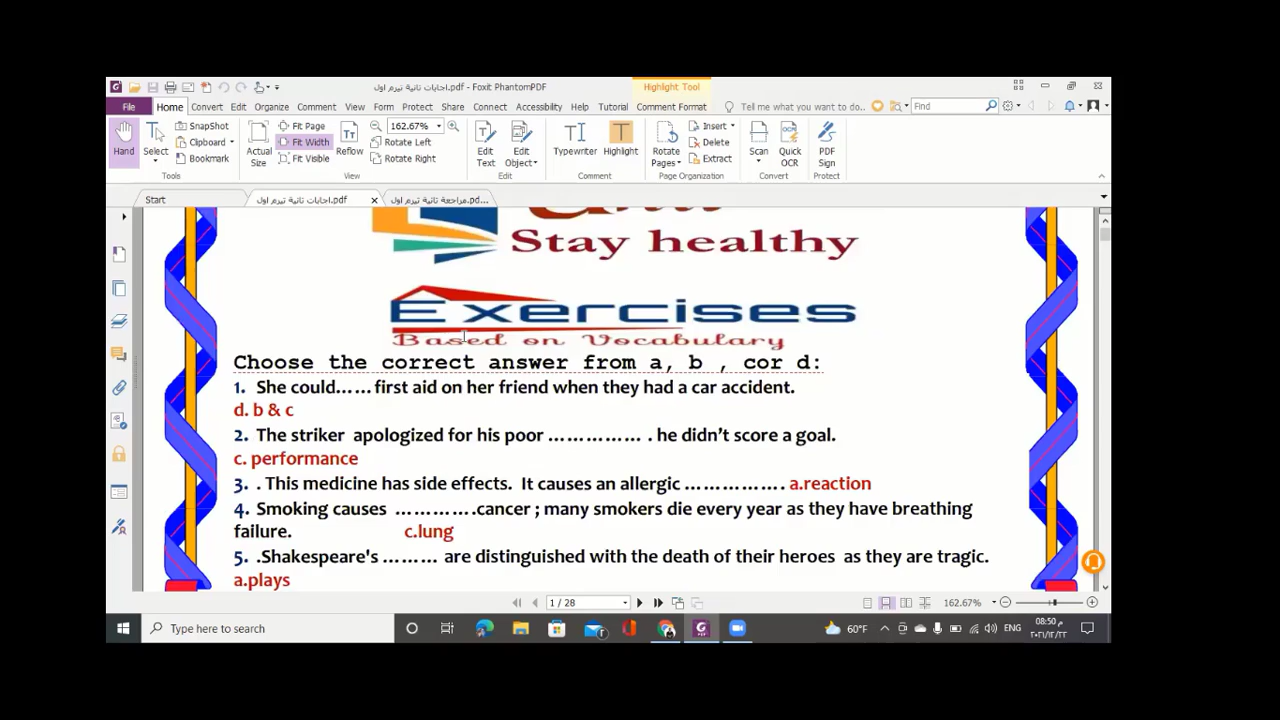 اجابات ثانية تيرم اول.pdf - Foxit PhantomPDF
Highlight Tool
File Home Convert Edit Organize Comment View Form Protect Share Connect Accessibility Help Tutorial Comment Format Tell me what you want to do.. Find
Hand
Select
SnapShot
Clipboard
Bookmark
Tools
Actual Size
Fit Page
Fit Width
Fit Visible
Reflow
162.67%
Rotate Left
Rotate Right
View
Edit Text
Edit Object
Edit
Typewriter
Highlight
Comment
Rotate Pages
Insert
Delete
Extract
Page Organization
Scan
Quick OCR
Convert
PDF Sign
Protect
Start
اجابات ثانية تيرم اول.pdf
مراجعة ثانية تيرم اول.pd...
Stay healthy
Exercises
Based on Vocabulary
Choose the correct answer from a, b , cor d:
1. She could...... first aid on her friend when they had a car accident.
d. b & c
2. The striker apologized for his poor ............... . he didn't score a goal.
c. performance
3. . This medicine has side effects. It causes an allergic ................ a.reaction
4. Smoking causes .............cancer ; many smokers die every year as they have breathing
failure. c.lung
5. .Shakespeare's ......... are distinguished with the death of their heroes as they are tragic.
a.plays
1 / 28
162.67%
Type here to search
60°F
ENG
08:50 م
٢٠٢١/١٢/٢٢